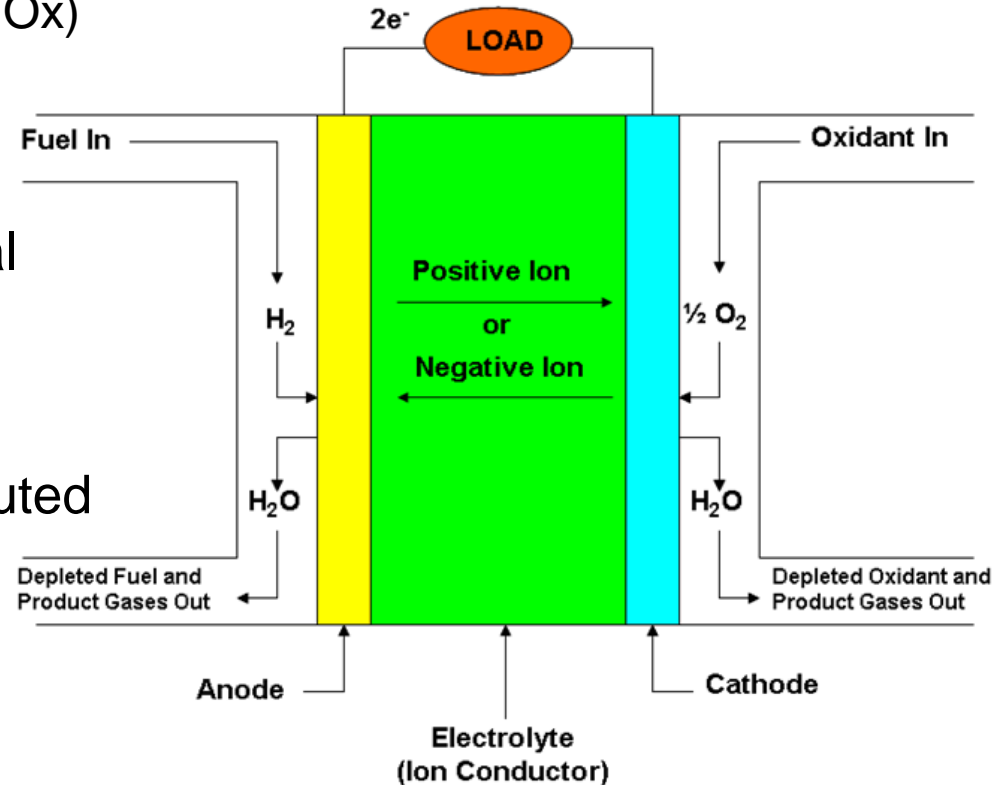 Ox)
2e⁻
LOAD
Fuel In
Oxidant In
al
Positive Ion
H₂
or
½ O₂
Negative Ion
uted
H₂O
H₂O
Depleted Fuel and
Product Gases Out
Depleted Oxidant and
Product Gases Out
Anode
Cathode
Electrolyte
(Ion Conductor)